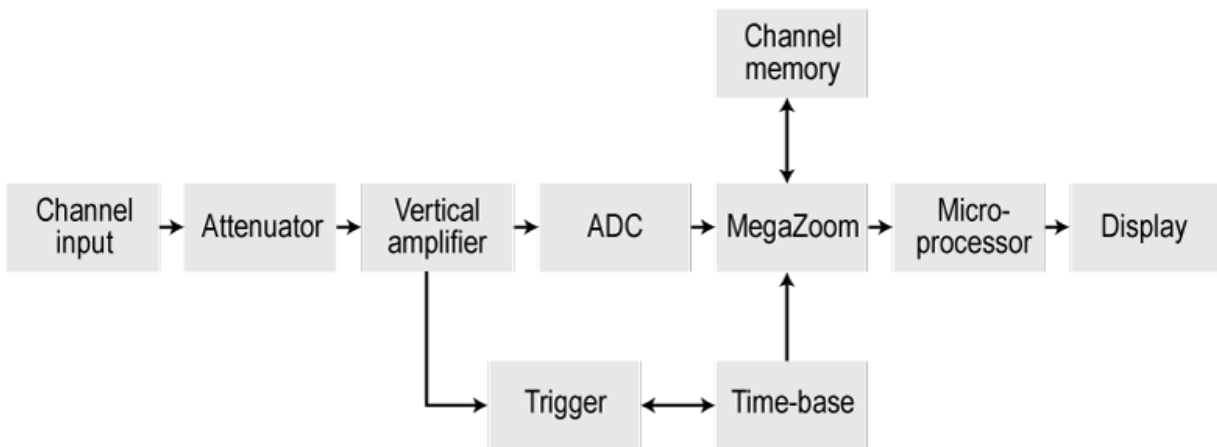 Channel
memory
Channel
input
Attenuator
Vertical
amplifier
ADC
MegaZoom
Micro-
processor
Display
Trigger
Time-base